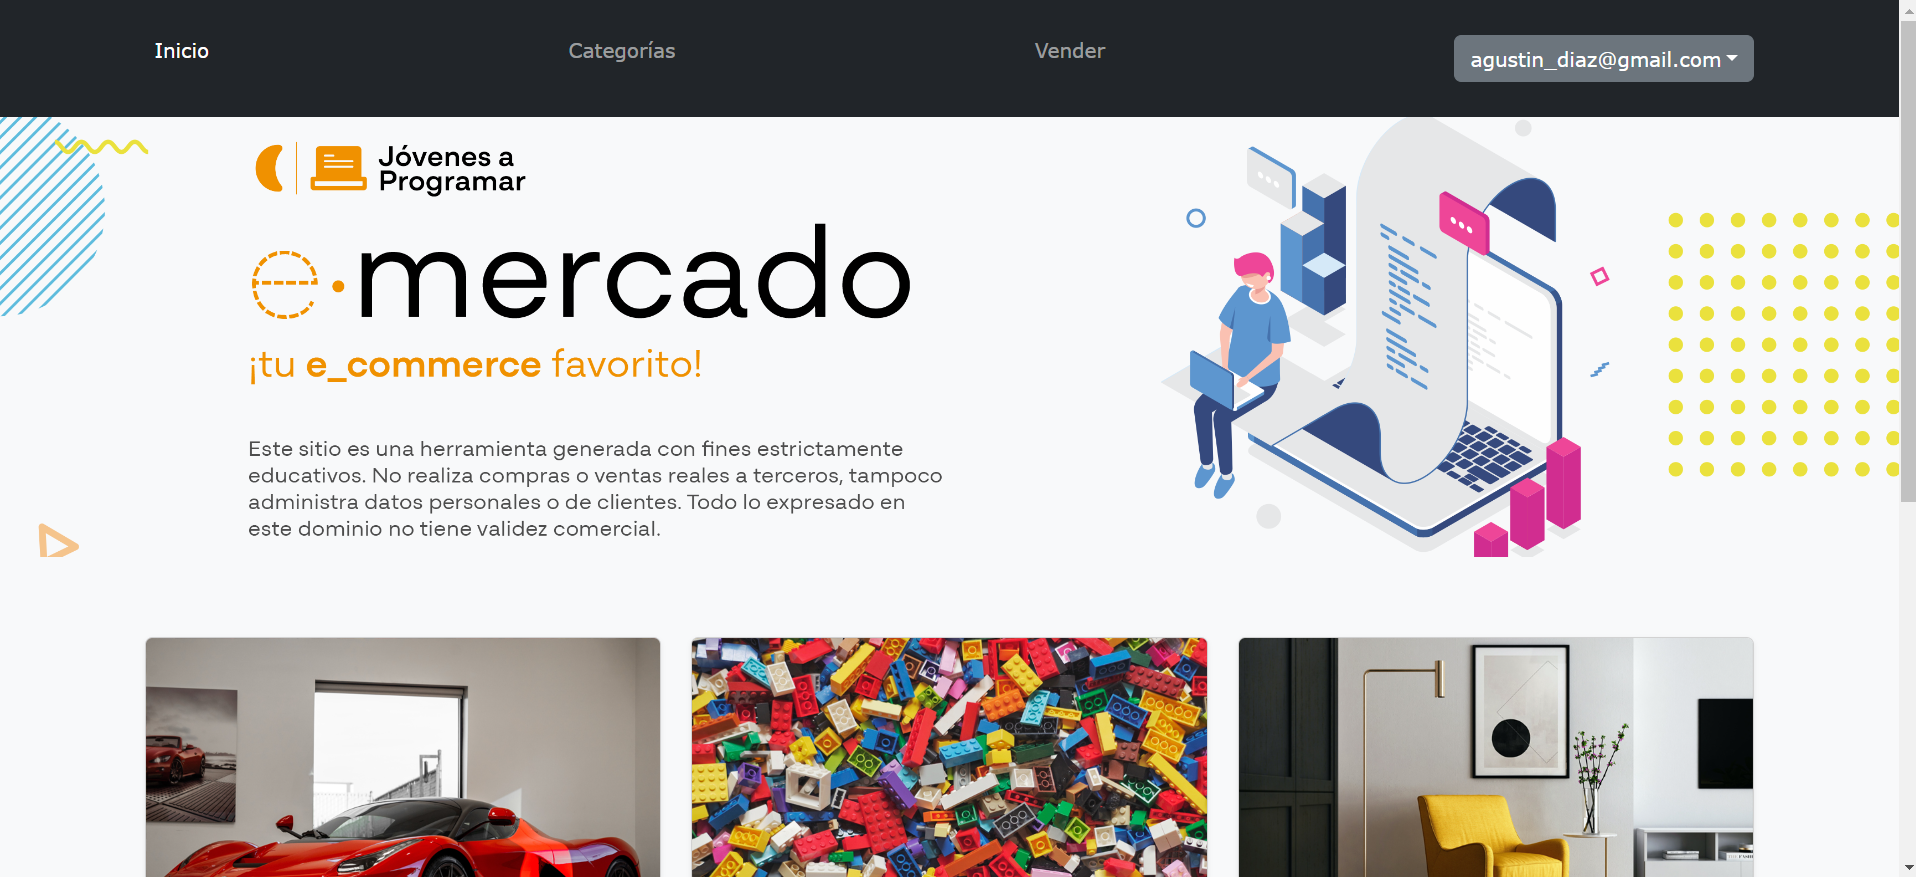 Inicio
Categorías
Vender
agustin_diaz@gmail.com
Jóvenes a
Programar
e·mercado
¡tu e_commerce favorito!
Este sitio es una herramienta generada con fines estrictamente
educativos. No realiza compras o ventas reales a terceros, tampoco
administra datos personales o de clientes. Todo lo expresado en
este dominio no tiene validez comercial.